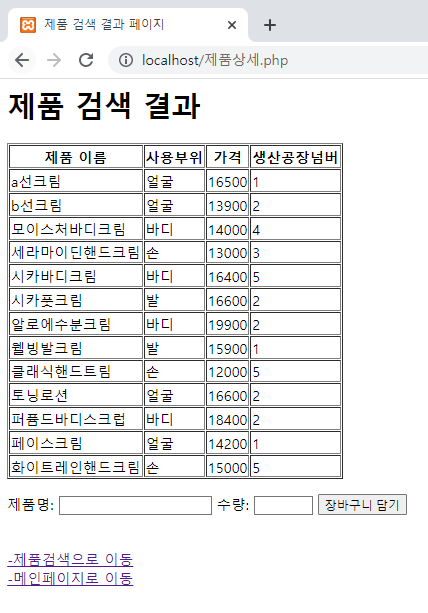 제품 검색 결과 페이지
localhost/제품상세.php
제품 검색 결과
제품 이름 사용부위 가격 생산공장넘버
a선크림 얼굴 16500 1
b선크림 얼굴 13900 2
모이스처바디크림 바디 14000 4
세라마이딘핸드크림 손 13000 3
시카바디크림 바디 16400 5
시카풋크림 발 16600 2
알로에수분크림 바디 19900 2
웰빙발크림 발 15900 1
클래식핸드트림 손 12000 5
토닝로션 얼굴 16600 2
퍼퓸드바디스크럽 바디 18400 2
페이스크림 얼굴 14200 1
화이트레인핸드크림 손 15000 5
제품명: 수량: 장바구니 담기
-제품검색으로 이동
-메인페이지로 이동